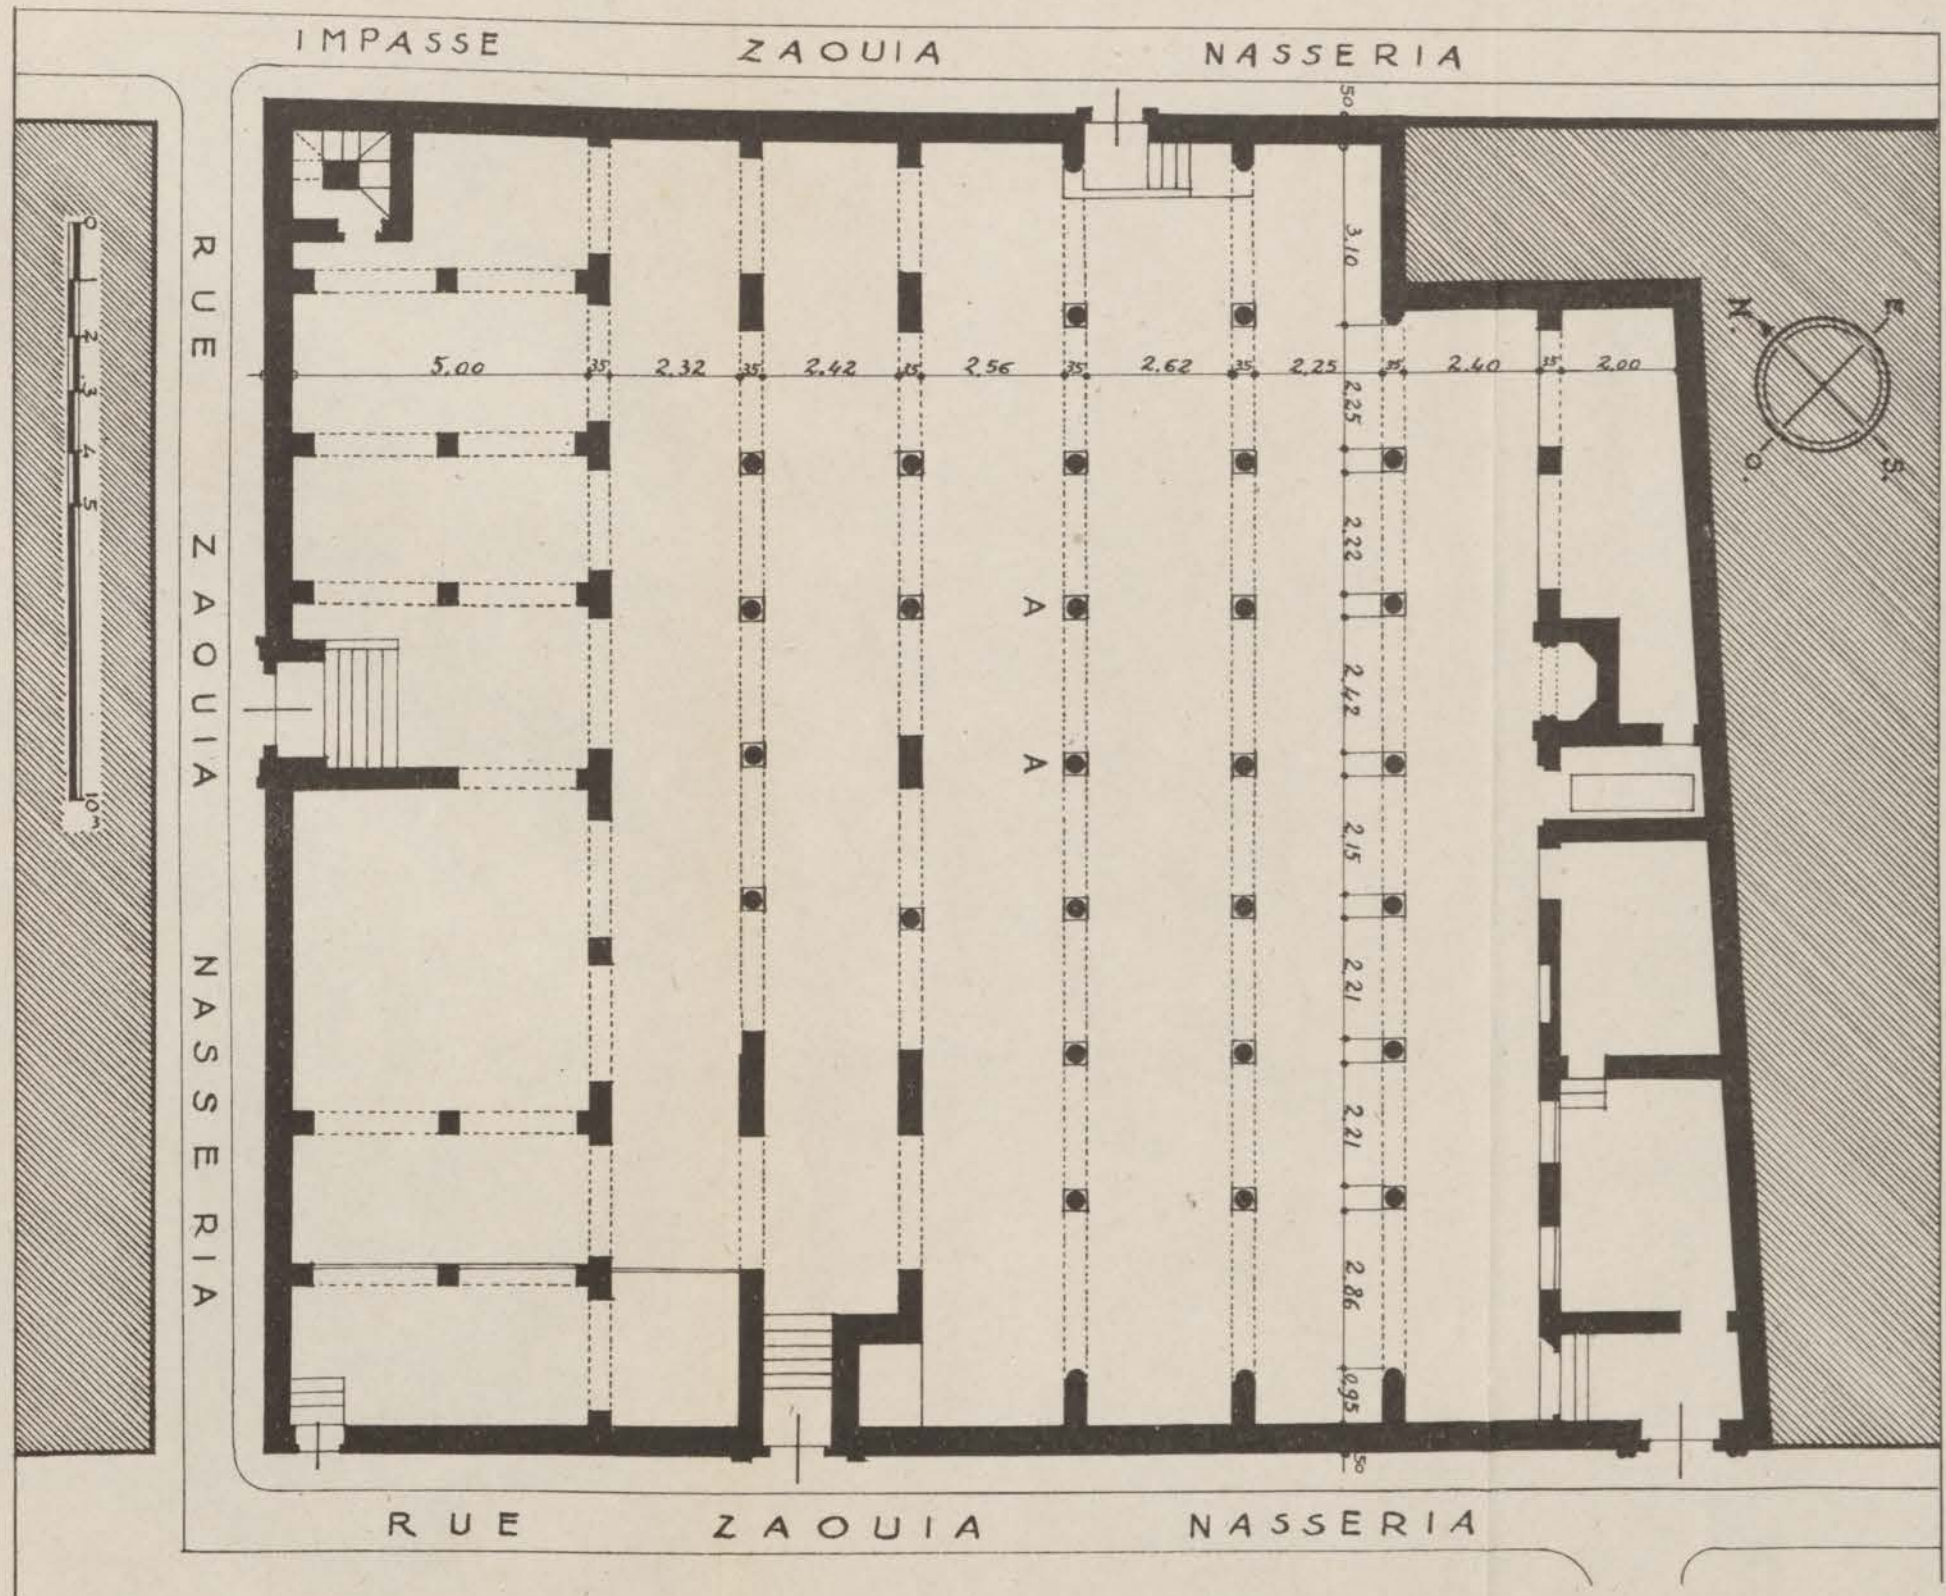 IMPASSE ZAOUIA NASSERIA
RUE ZAOUIA NASSERIA
0 1 2 3 4 5 10m
5.00 35 2.32 35 2.42 35 2.56 35 2.62 35 2.25 35 2.40 35 2.00
50
3.10
2.25
2.22
2.42
2.15
2.21
2.21
2.86
0.95
50
A
A
N. E. S. O.
RUE ZAOUIA NASSERIA